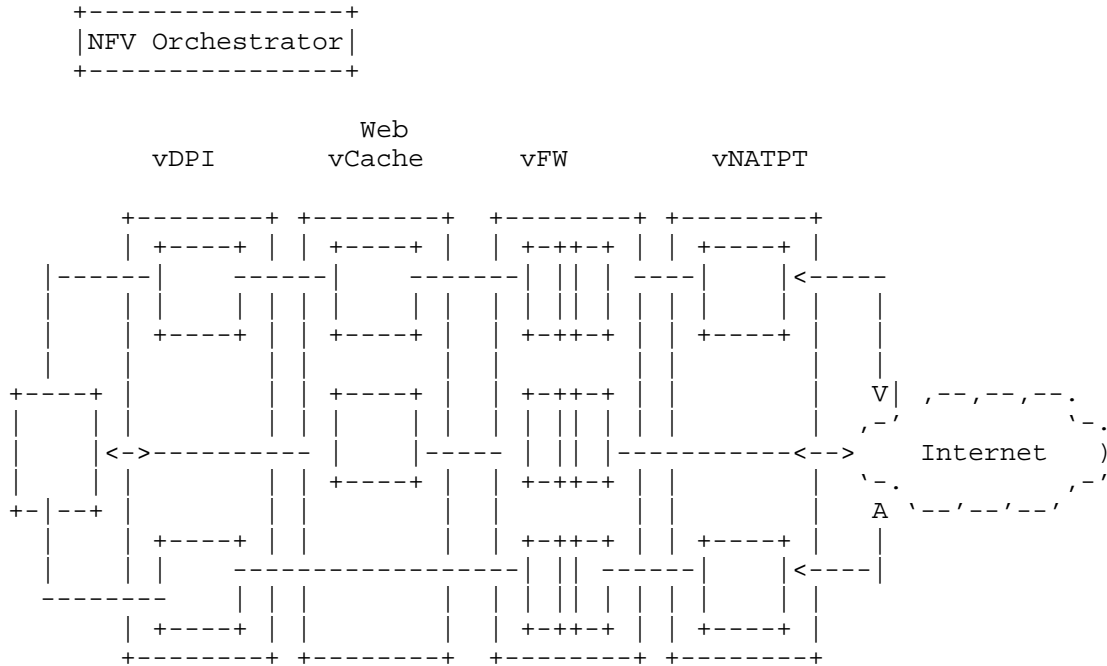 NFV Orchestrator
Web
vDPI vCache vFW vNATPT
V
Internet
A